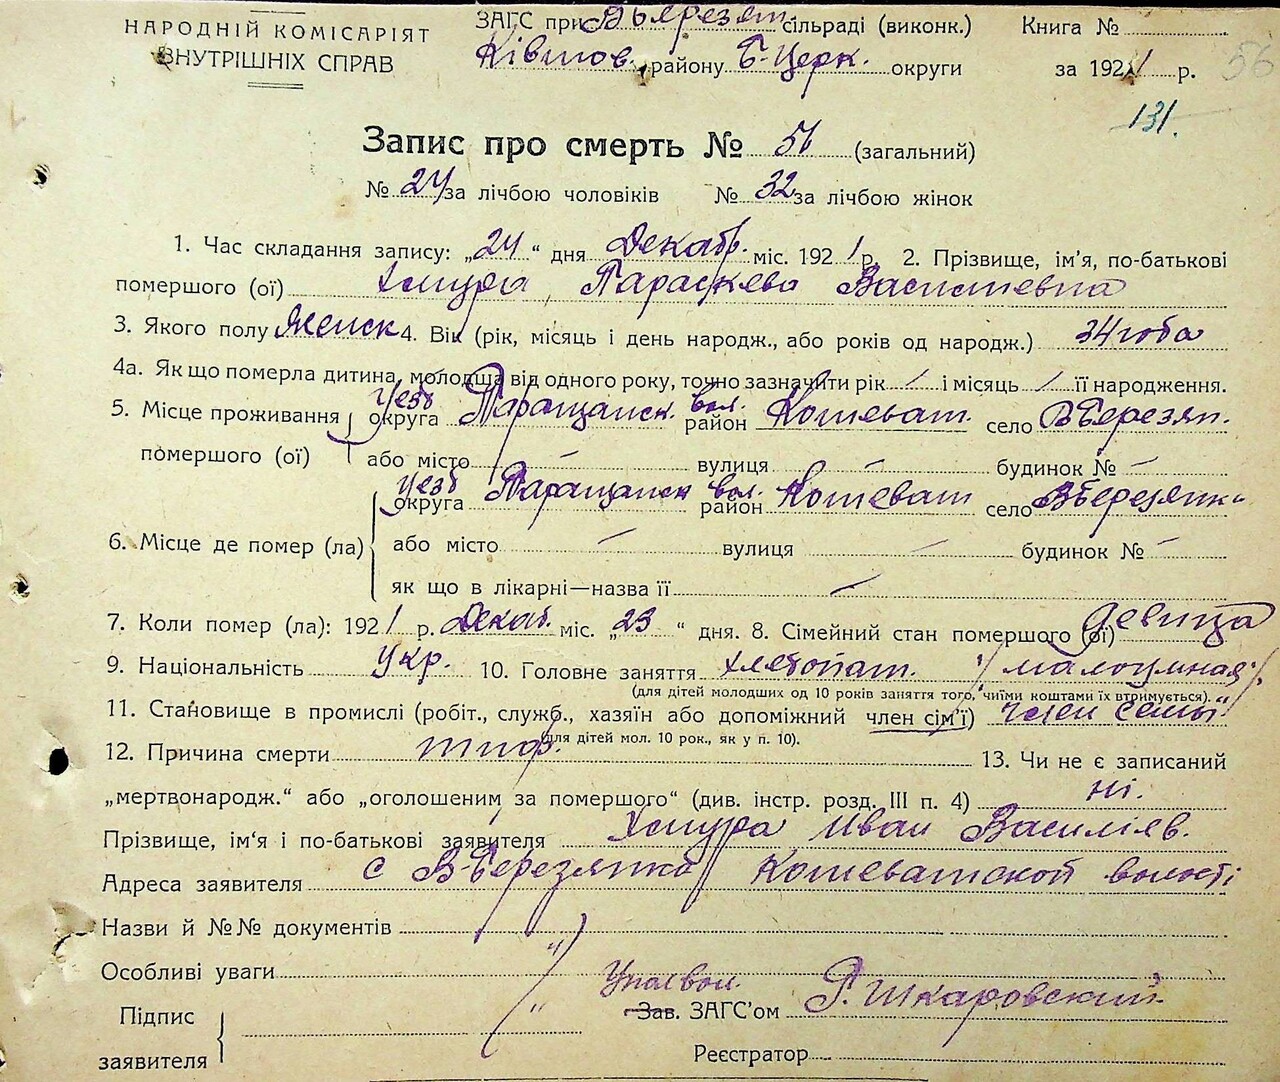 НАРОДНІЙ КОМІСАРІЯТ
ВНУТРІШНІХ СПРАВ
ЗАГС при В Березят. сільраді (виконк.)
Ківшов. району Б-Церк. округи
Книга №
за 1921 р.
56
131.
Запис про смерть № 56 (загальний)
№ 24 за лічбою чоловіків № 32 за лічбою жінок
1. Час складання запису: „24“ дня Декабр. міс. 1921 р. 2. Прізвище, ім'я, по-батькові
помершого (ої) Хмура Параскева Василиевна
3. Якого полу Женск 4. Вік (рік, місяць і день народж., або років од народж.) 34 года
4а. Як що померла дитина, молодша від одного року, точно зазначити рік / і місяць / її народження.
5. Місце проживання округа уезд Таращанск. район вол. Кошеват. село В Березян.
помершого (ої) або місто — вулиця — будинок № —
округа уезд Таращанск район вол. Кошеват село В Березянка
6. Місце де помер (ла) або місто — вулиця — будинок № —
як що в лікарні—назва її —
7. Коли помер (ла): 1921 р. Декаб. міс. „23“ дня. 8. Сімейний стан помершого (ої) девица
9. Національність Укр. 10. Головне заняття хлебопаш. /малоумная/
(для дітей молодших од 10 років заняття того, чиїми коштами їх втримується).
11. Становище в промислі (робіт., служб., хазяїн або допоміжний член сім'ї) член семьи
(для дітей мол. 10 рок., як у п. 10).
12. Причина смерти тиф. 13. Чи не є записаний
„мертвонародж.“ або „оголошеним за помершого“ (див. інстр. розд. III п. 4) ні.
Прізвище, ім'я і по-батькові заявителя Хмура Иван Василіяв.
Адреса заявителя с В-Березянка Кошеватской волості
Назви й №№ документів "
Особливі уваги "
Підпис
заявителя
Зав. ЗАГС'ом Р. Шкаровский
Реєстратор